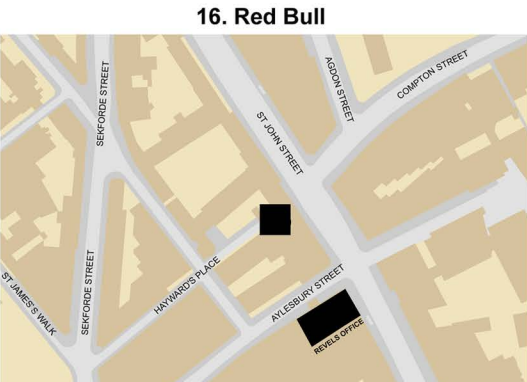 16. Red Bull
SEKFORDE STREET
ST JOHN STREET
AGDON STREET
COMPTON STREET
ST JAMES'S WALK
SEKFORDE STREET
HAYWARD'S PLACE
AYLESBURY STREET
REVELS OFFICE